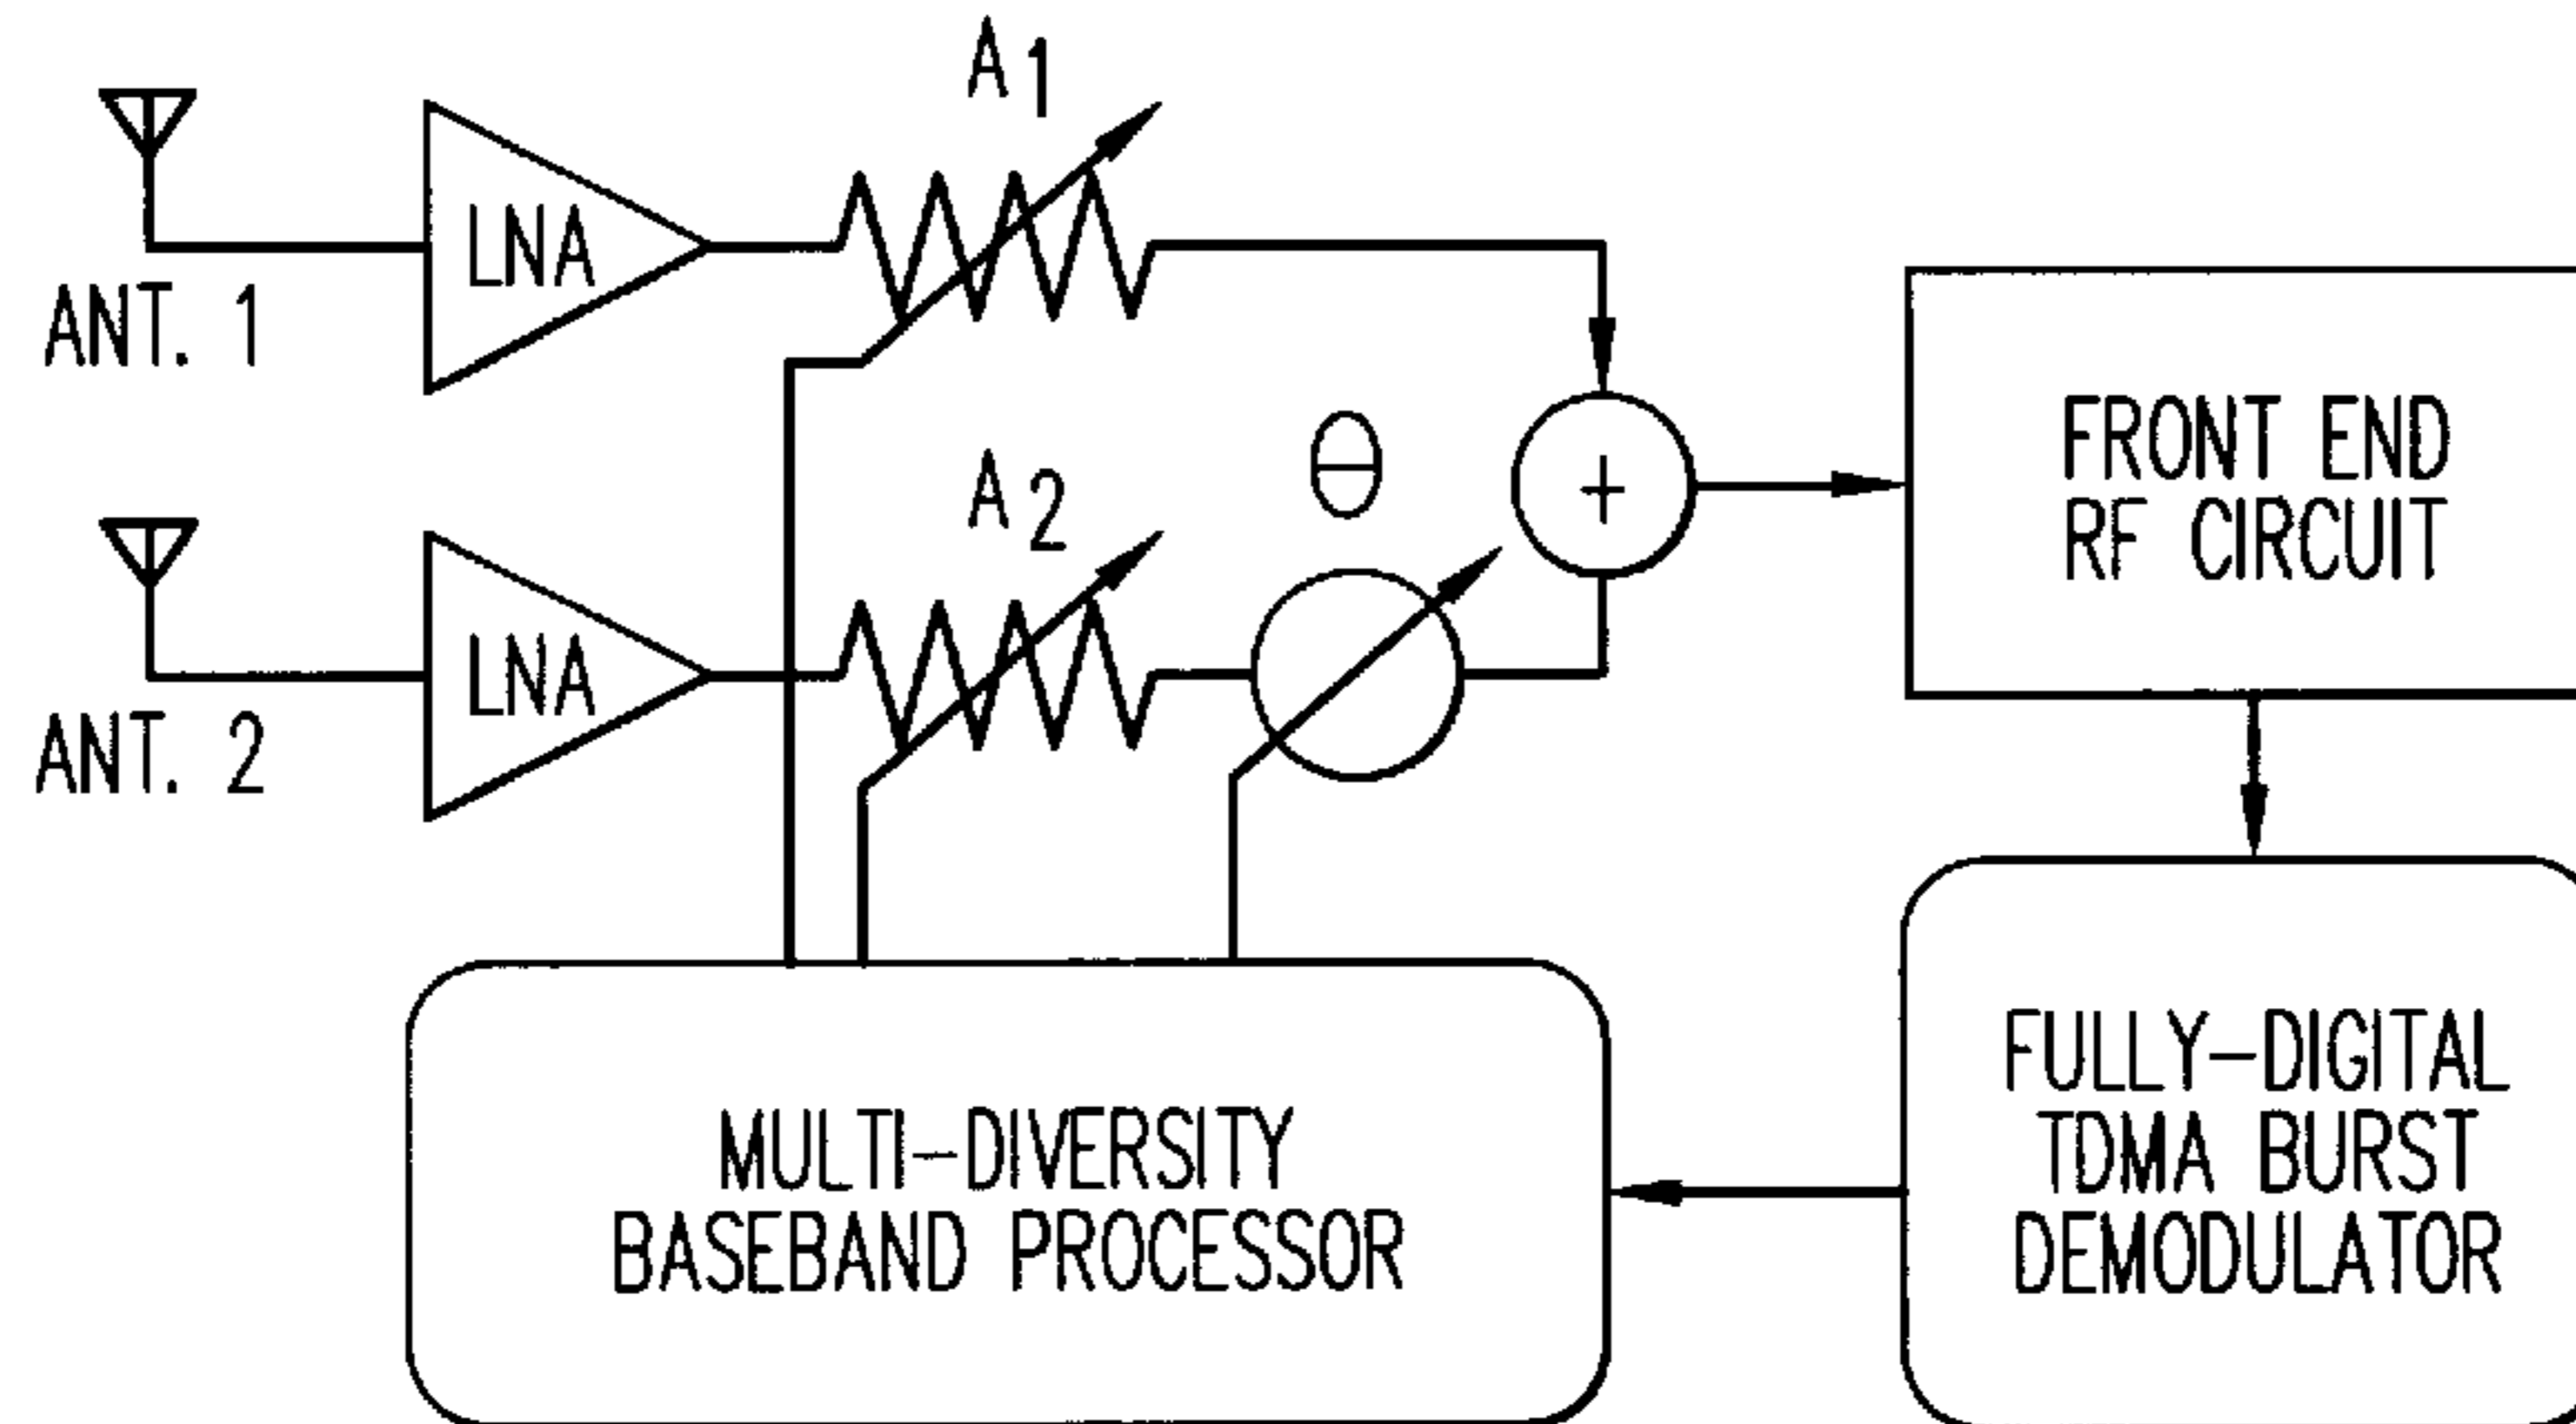 A1
LNA
ANT. 1
A2
θ
+
LNA
ANT. 2
FRONT END
RF CIRCUIT
MULTI-DIVERSITY
BASEBAND PROCESSOR
FULLY-DIGITAL
TDMA BURST
DEMODULATOR